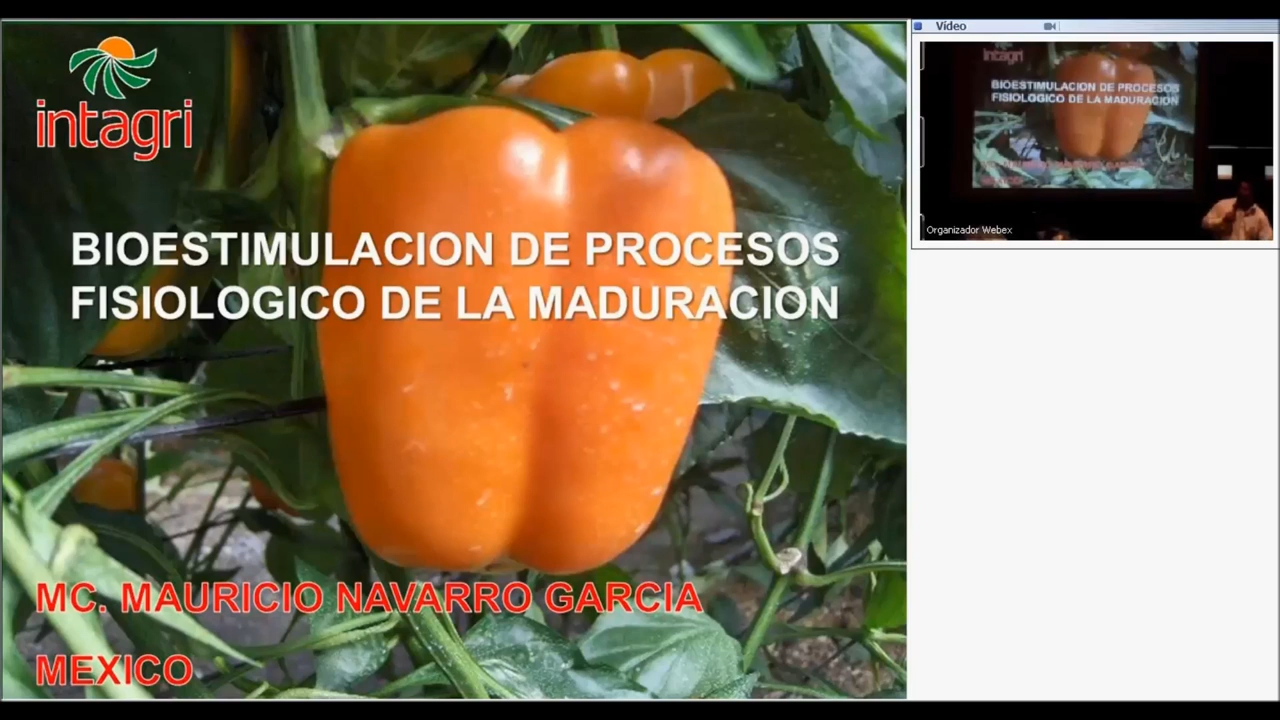 intagri
BIOESTIMULACION DE PROCESOS
FISIOLOGICO DE LA MADURACION
MC. MAURICIO NAVARRO GARCIA
MEXICO
Vídeo
intagri
BIOESTIMULACION DE PROCESOS
FISIOLOGICO DE LA MADURACION
Organizador Webex